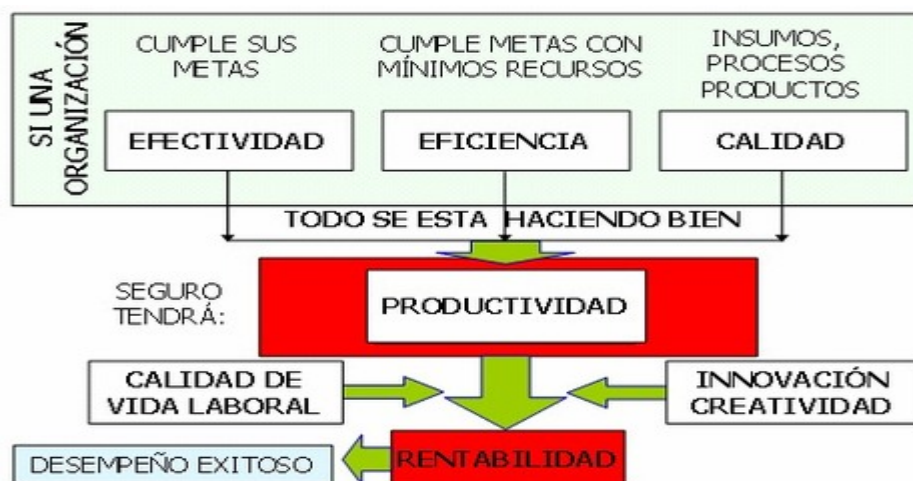 SI UNA
ORGANIZACIÓN
CUMPLE SUS
METAS
CUMPLE METAS CON
MÍNIMOS RECURSOS
INSUMOS,
PROCESOS
PRODUCTOS
EFECTIVIDAD
EFICIENCIA
CALIDAD
TODO SE ESTA HACIENDO BIEN
SEGURO
TENDRÁ:
PRODUCTIVIDAD
CALIDAD DE
VIDA LABORAL
INNOVACIÓN
CREATIVIDAD
RENTABILIDAD
DESEMPEÑO EXITOSO